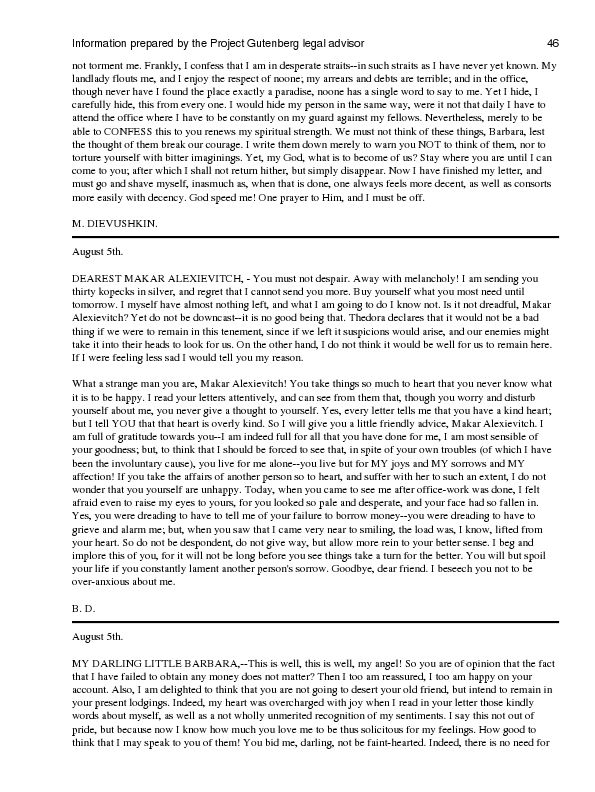 Information prepared by the Project Gutenberg legal advisor 46
not torment me. Frankly, I confess that I am in desperate straits--in such straits as I have never yet known. My
landlady flouts me, and I enjoy the respect of noone; my arrears and debts are terrible; and in the office,
though never have I found the place exactly a paradise, noone has a single word to say to me. Yet I hide, I
carefully hide, this from every one. I would hide my person in the same way, were it not that daily I have to
attend the office where I have to be constantly on my guard against my fellows. Nevertheless, merely to be
able to CONFESS this to you renews my spiritual strength. We must not think of these things, Barbara, lest
the thought of them break our courage. I write them down merely to warn you NOT to think of them, nor to
torture yourself with bitter imaginings. Yet, my God, what is to become of us? Stay where you are until I can
come to you; after which I shall not return hither, but simply disappear. Now I have finished my letter, and
must go and shave myself, inasmuch as, when that is done, one always feels more decent, as well as consorts
more easily with decency. God speed me! One prayer to Him, and I must be off.
M. DIEVUSHKIN.
August 5th.
DEAREST MAKAR ALEXIEVITCH, - You must not despair. Away with melancholy! I am sending you
thirty kopecks in silver, and regret that I cannot send you more. Buy yourself what you most need until
tomorrow. I myself have almost nothing left, and what I am going to do I know not. Is it not dreadful, Makar
Alexievitch? Yet do not be downcast--it is no good being that. Thedora declares that it would not be a bad
thing if we were to remain in this tenement, since if we left it suspicions would arise, and our enemies might
take it into their heads to look for us. On the other hand, I do not think it would be well for us to remain here.
If I were feeling less sad I would tell you my reason.
What a strange man you are, Makar Alexievitch! You take things so much to heart that you never know what
it is to be happy. I read your letters attentively, and can see from them that, though you worry and disturb
yourself about me, you never give a thought to yourself. Yes, every letter tells me that you have a kind heart;
but I tell YOU that that heart is overly kind. So I will give you a little friendly advice, Makar Alexievitch. I
am full of gratitude towards you--I am indeed full for all that you have done for me, I am most sensible of
your goodness; but, to think that I should be forced to see that, in spite of your own troubles (of which I have
been the involuntary cause), you live for me alone--you live but for MY joys and MY sorrows and MY
affection! If you take the affairs of another person so to heart, and suffer with her to such an extent, I do not
wonder that you yourself are unhappy. Today, when you came to see me after office-work was done, I felt
afraid even to raise my eyes to yours, for you looked so pale and desperate, and your face had so fallen in.
Yes, you were dreading to have to tell me of your failure to borrow money--you were dreading to have to
grieve and alarm me; but, when you saw that I came very near to smiling, the load was, I know, lifted from
your heart. So do not be despondent, do not give way, but allow more rein to your better sense. I beg and
implore this of you, for it will not be long before you see things take a turn for the better. You will but spoil
your life if you constantly lament another person's sorrow. Goodbye, dear friend. I beseech you not to be
over-anxious about me.
B. D.
August 5th.
MY DARLING LITTLE BARBARA,--This is well, this is well, my angel! So you are of opinion that the fact
that I have failed to obtain any money does not matter? Then I too am reassured, I too am happy on your
account. Also, I am delighted to think that you are not going to desert your old friend, but intend to remain in
your present lodgings. Indeed, my heart was overcharged with joy when I read in your letter those kindly
words about myself, as well as a not wholly unmerited recognition of my sentiments. I say this not out of
pride, but because now I know how much you love me to be thus solicitous for my feelings. How good to
think that I may speak to you of them! You bid me, darling, not be faint-hearted. Indeed, there is no need for